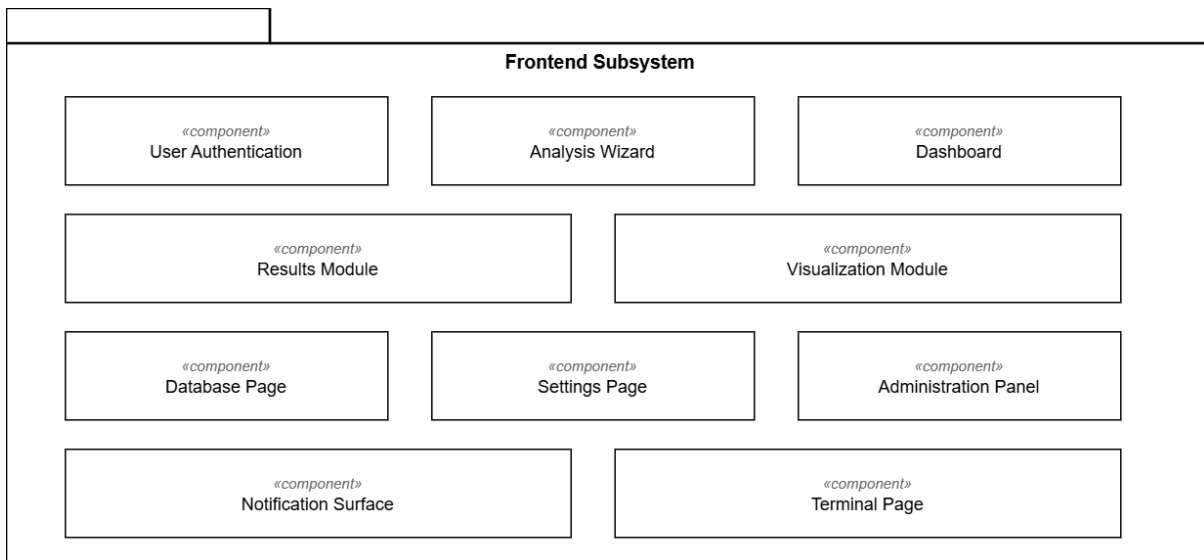 Frontend Subsystem
«component»
User Authentication
«component»
Analysis Wizard
«component»
Dashboard
«component»
Results Module
«component»
Visualization Module
«component»
Database Page
«component»
Settings Page
«component»
Administration Panel
«component»
Notification Surface
«component»
Terminal Page